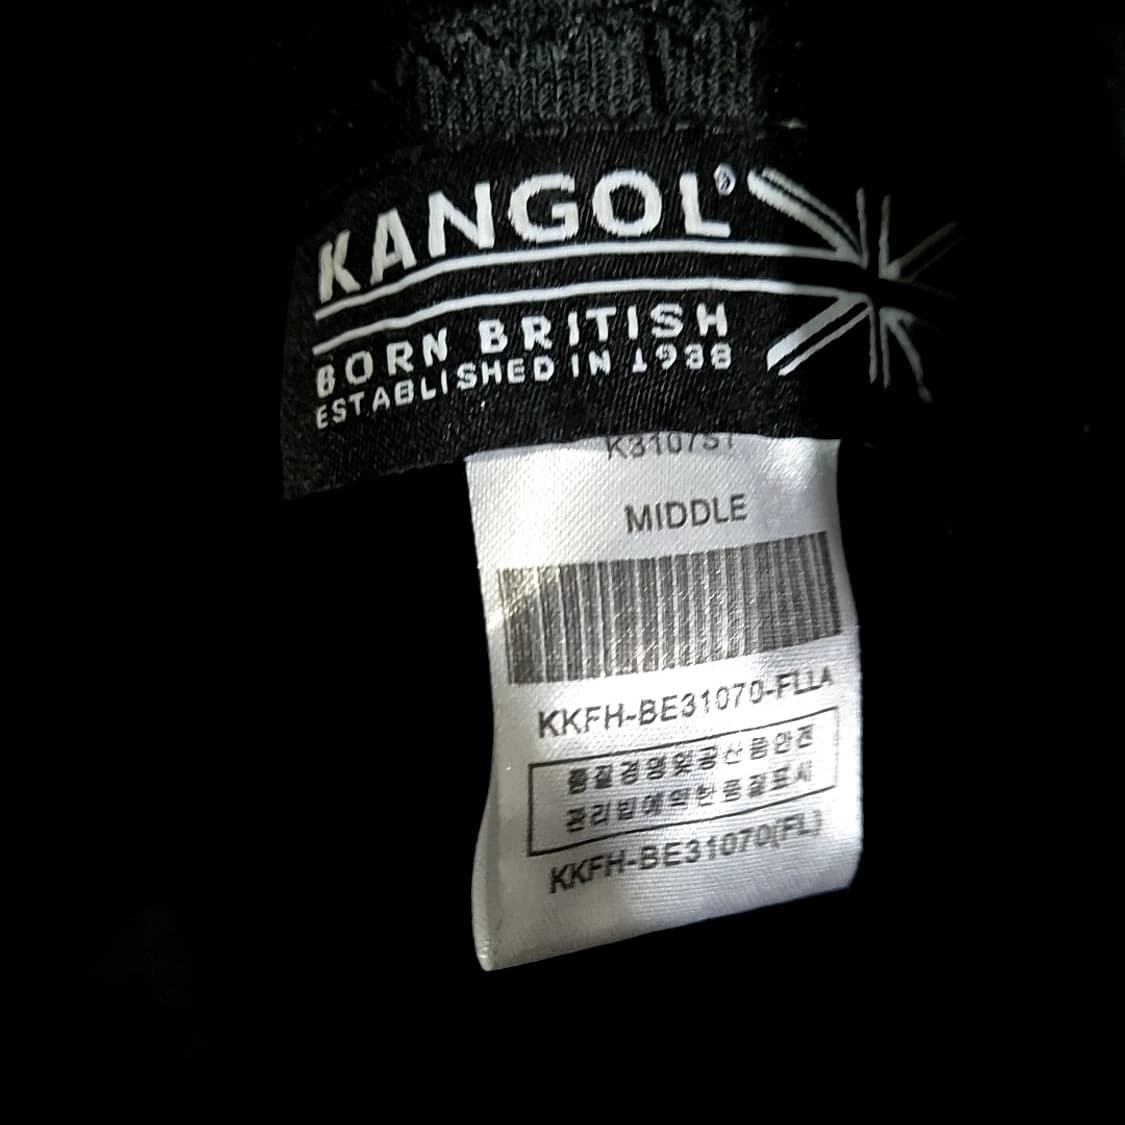 KANGOL®
BORN BRITISH
ESTABLISHED IN 1938
K3107ST
MIDDLE
KKFH-BE31070-FLLA
품질경영및공산품안전
관리법에의한품질표시
KKFH-BE31070(FL)